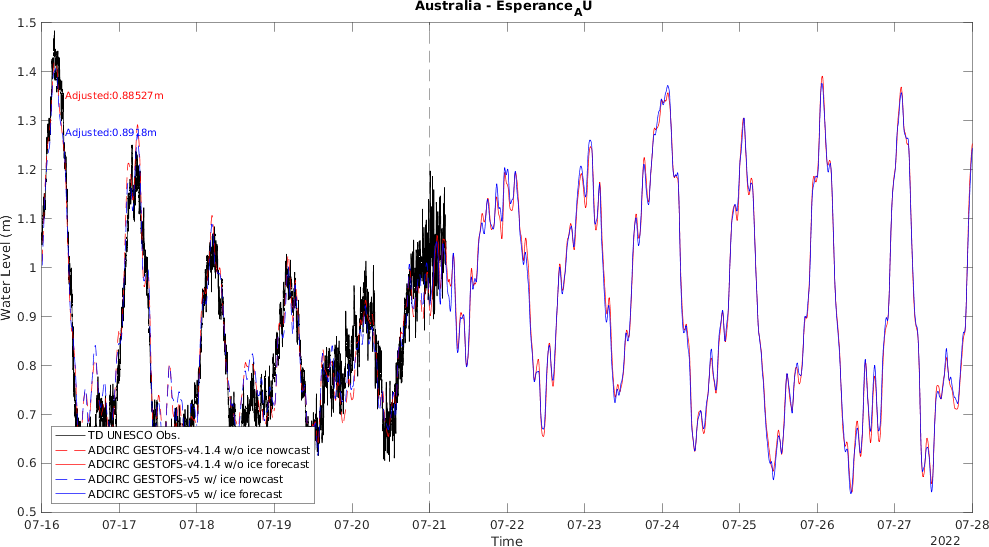 Australia - Esperance_AU
1.5
1.4
1.3
1.2
1.1
1
0.9
0.8
0.7
0.6
0.5
Water Level (m)
Adjusted:0.88527m
Adjusted:0.8918m
TD UNESCO Obs.
ADCIRC GESTOFS-v4.1.4 w/o ice nowcast
ADCIRC GESTOFS-v4.1.4 w/o ice forecast
ADCIRC GESTOFS-v5 w/ ice nowcast
ADCIRC GESTOFS-v5 w/ ice forecast
07-16 07-17 07-18 07-19 07-20 07-21 07-22 07-23 07-24 07-25 07-26 07-27 07-28
Time
2022